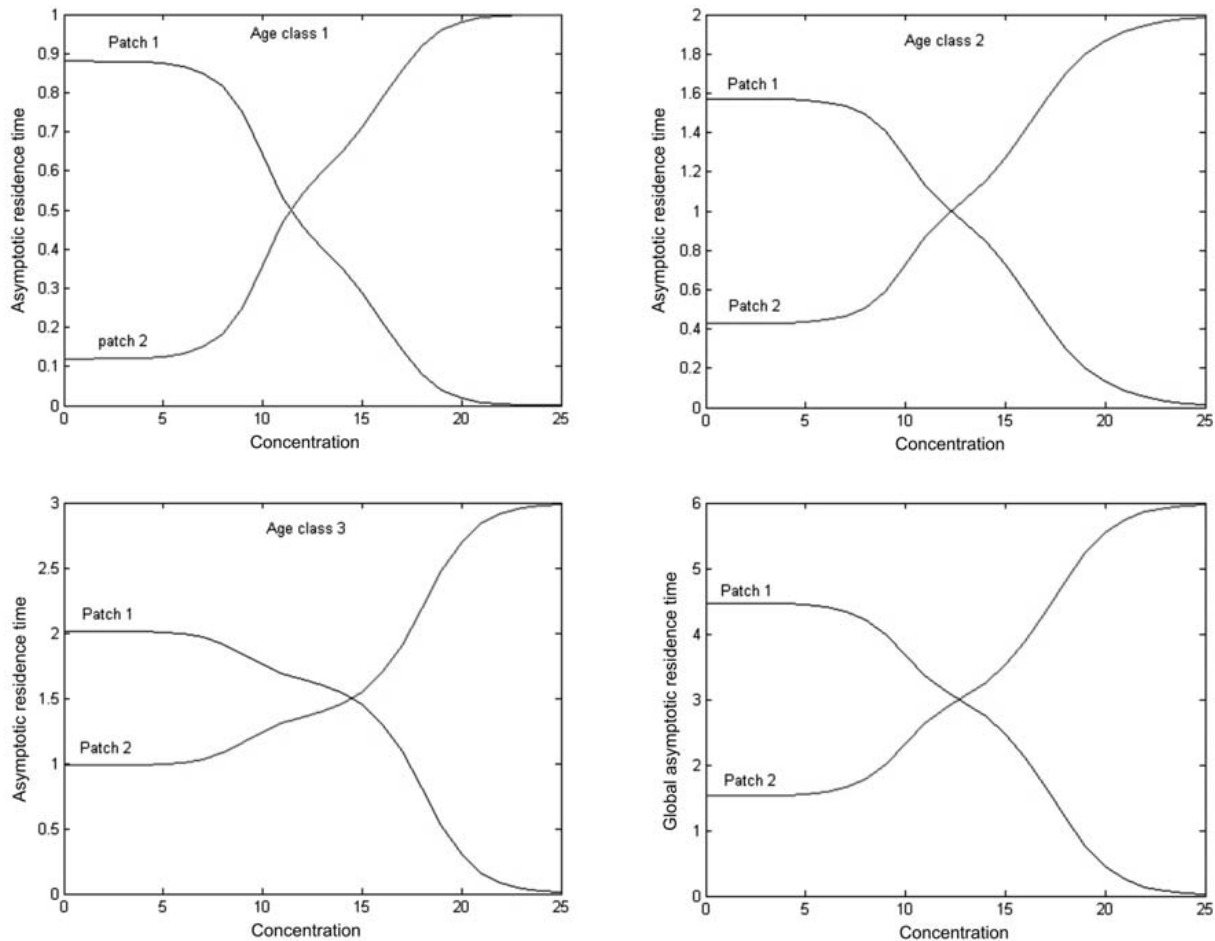 1
0.9
0.8
0.7
0.6
0.5
0.4
0.3
0.2
0.1
0
Asymptotic residence time
Patch 1
Age class 1
patch 2
0 5 10 15 20 25
Concentration
2
1.8
1.6
1.4
1.2
1
0.8
0.6
0.4
0.2
0
Asymptotic residence time
Age class 2
Patch 1
Patch 2
0 5 10 15 20 25
Concentration
3
2.5
2
1.5
1
0.5
0
Asymptotic residence time
Age class 3
Patch 1
Patch 2
0 5 10 15 20 25
Concentration
6
5
4
3
2
1
0
Global asymptotic residence time
Patch 1
Patch 2
0 5 10 15 20 25
Concentration